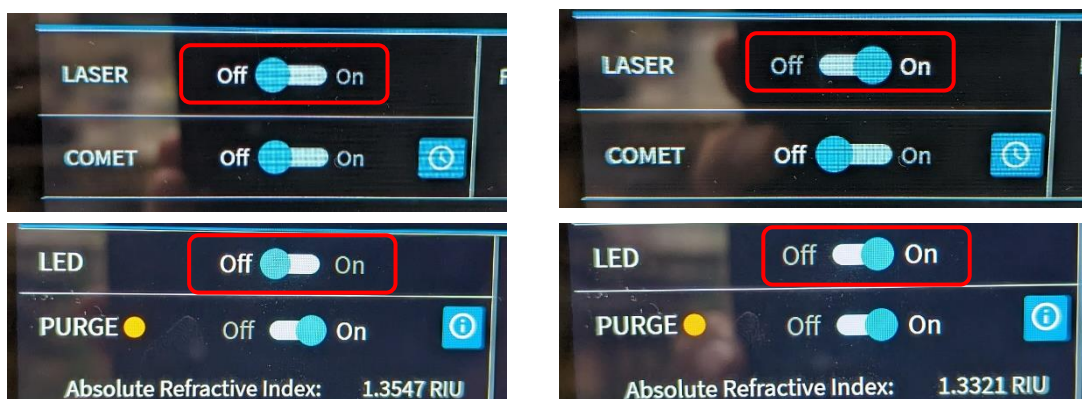 LASER Off On
COMET Off On
LASER Off On
COMET Off On
LED Off On
PURGE Off On
Absolute Refractive Index: 1.3547 RIU
LED Off On
PURGE Off On
Absolute Refractive Index: 1.3321 RIU